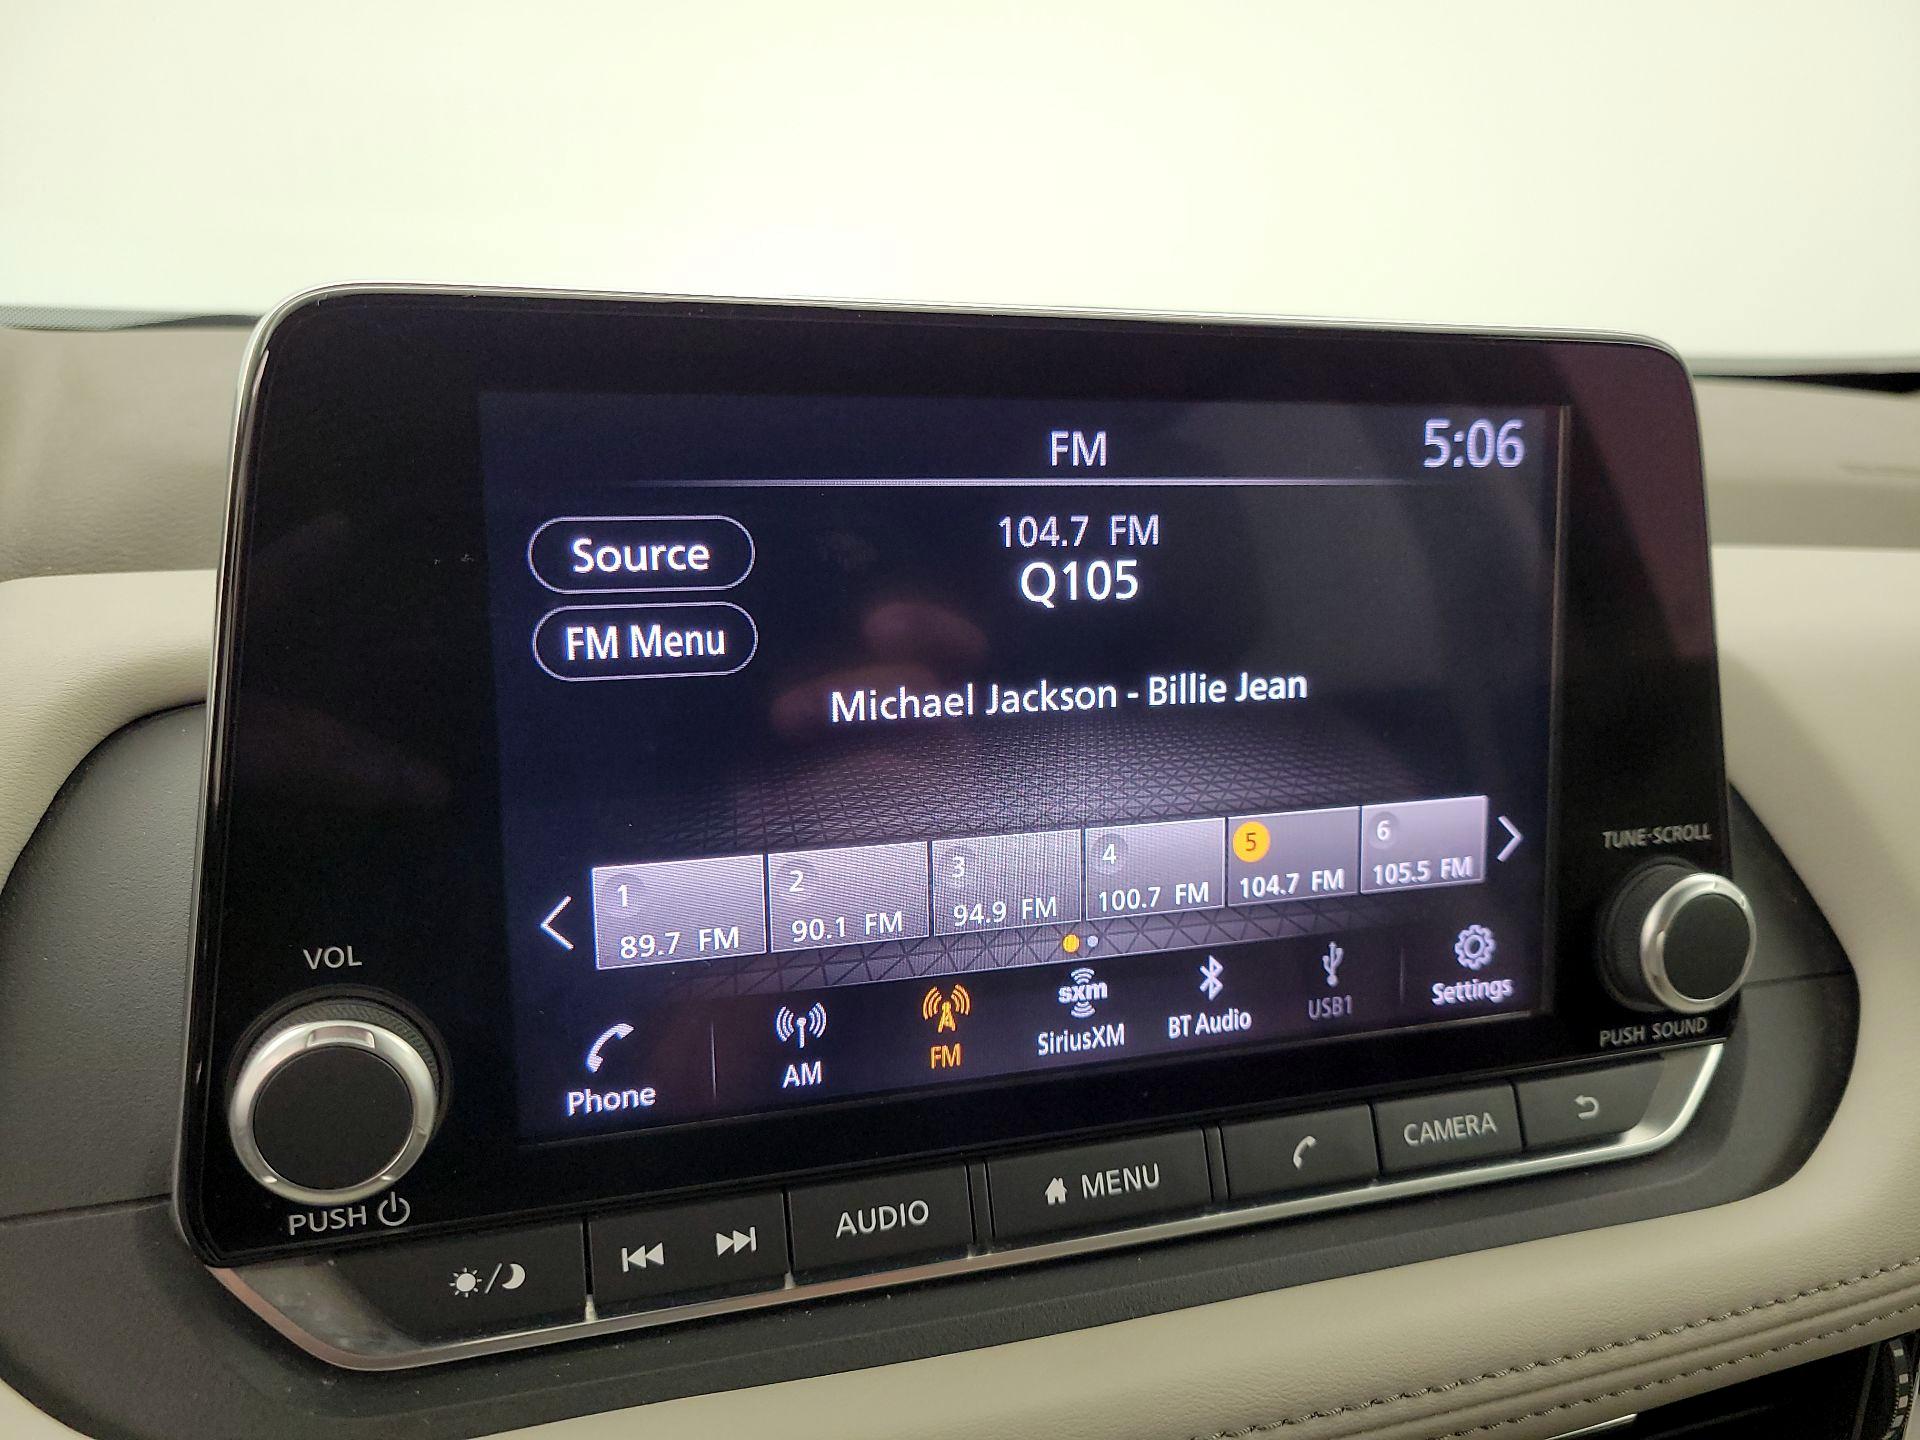 FM
5:06
Source
104.7 FM
Q105
FM Menu
Michael Jackson - Billie Jean
1
89.7 FM
2
90.1 FM
3
94.9 FM
4
100.7 FM
5
104.7 FM
6
105.5 FM
Phone
AM
FM
sxm
SiriusXM
BT Audio
USB1
Settings
VOL
PUSH
TUNE·SCROLL
PUSH SOUND
AUDIO
MENU
CAMERA